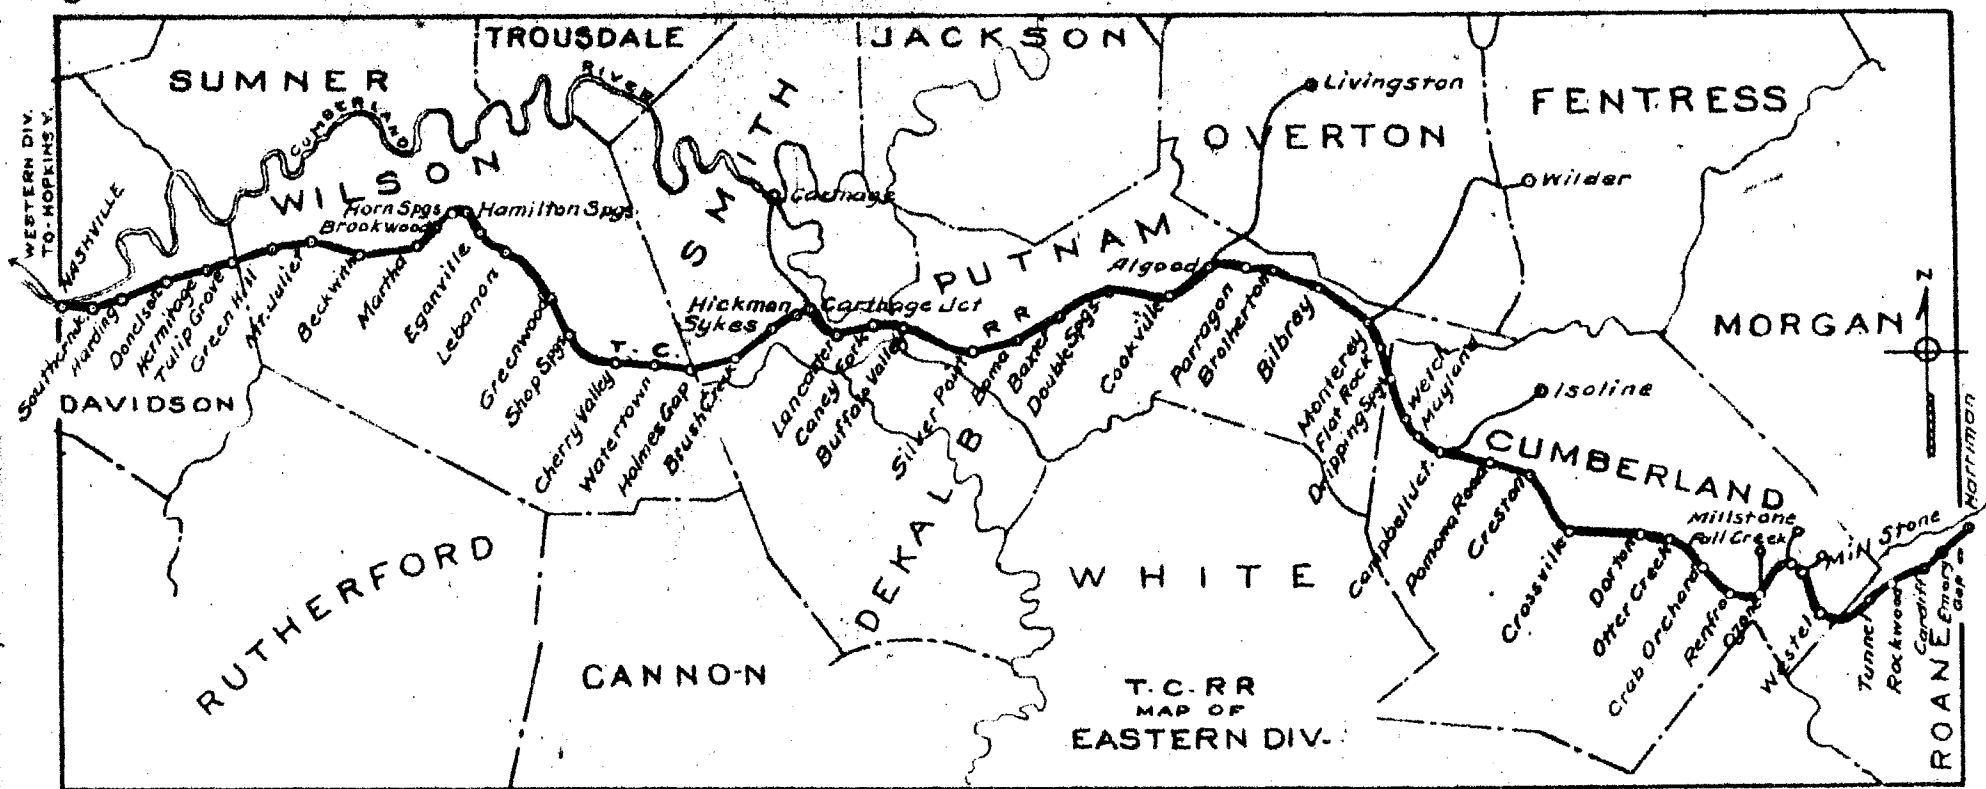 TROUSDALE
JACKSON
SUMNER
RIVER
CUMBERLAND
SMITH
Livingston
OVERTON
FENTRESS
WESTERN DIV.
TO-HOPKINSV.
NASHVILLE
WILSON
Horn Spgs
Hamilton Spgs
Brookwood
Carthage
Wilder
PUTNAM
Algood
MORGAN
N
Southern Jc
Harding
Donelson
Hermitage
Tulip Grove
Green Hill
Mt. Juliet
Beckwith
Martha
Eganville
Lebanon
Greenwood
Shop Spgs
Cherry Valley
Watertown
Holmes Gap
Brush Creek
Hickman
Sykes
Carthage Jct
T. C. R R
Lancaster
Caney Fork
Buffalo Valley
Silver Point
Boma
Baxter
Double Spgs
Cookville
Parragon
Brotherton
Bilbray
Monterey
Flat Rock
Dripping Spgs
Welch
Mayland
Isoline
DAVIDSON
CUMBERLAND
Campbell Jct.
Pomona Road
Creston
Crossville
Dorton
Otter Creek
Crab Orchard
Renfro
Ozone
Millstone
Fall Creek
Mill Stone
Westel
Tunnel
Rockwood
Cardiff
Emory
Gap
Harriman
ROANE
RUTHERFORD
DEKALB
WHITE
CANNON
T. C. RR
MAP OF
EASTERN DIV.